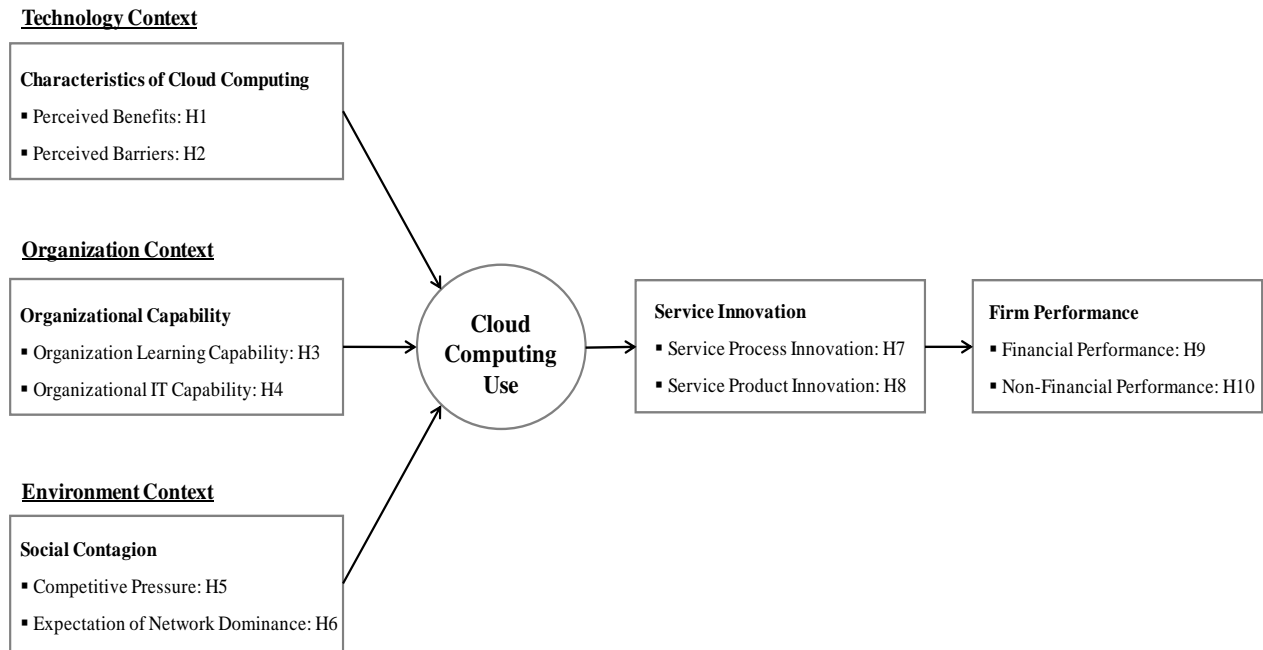 Technology Context
Characteristics of Cloud Computing
▪ Perceived Benefits: H1
▪ Perceived Barriers: H2
Organization Context
Organizational Capability
▪ Organization Learning Capability: H3
▪ Organizational IT Capability: H4
Environment Context
Social Contagion
▪ Competitive Pressure: H5
▪ Expectation of Network Dominance: H6
Cloud
Computing
Use
Service Innovation
▪ Service Process Innovation: H7
▪ Service Product Innovation: H8
Firm Performance
▪ Financial Performance: H9
▪ Non-Financial Performance: H10